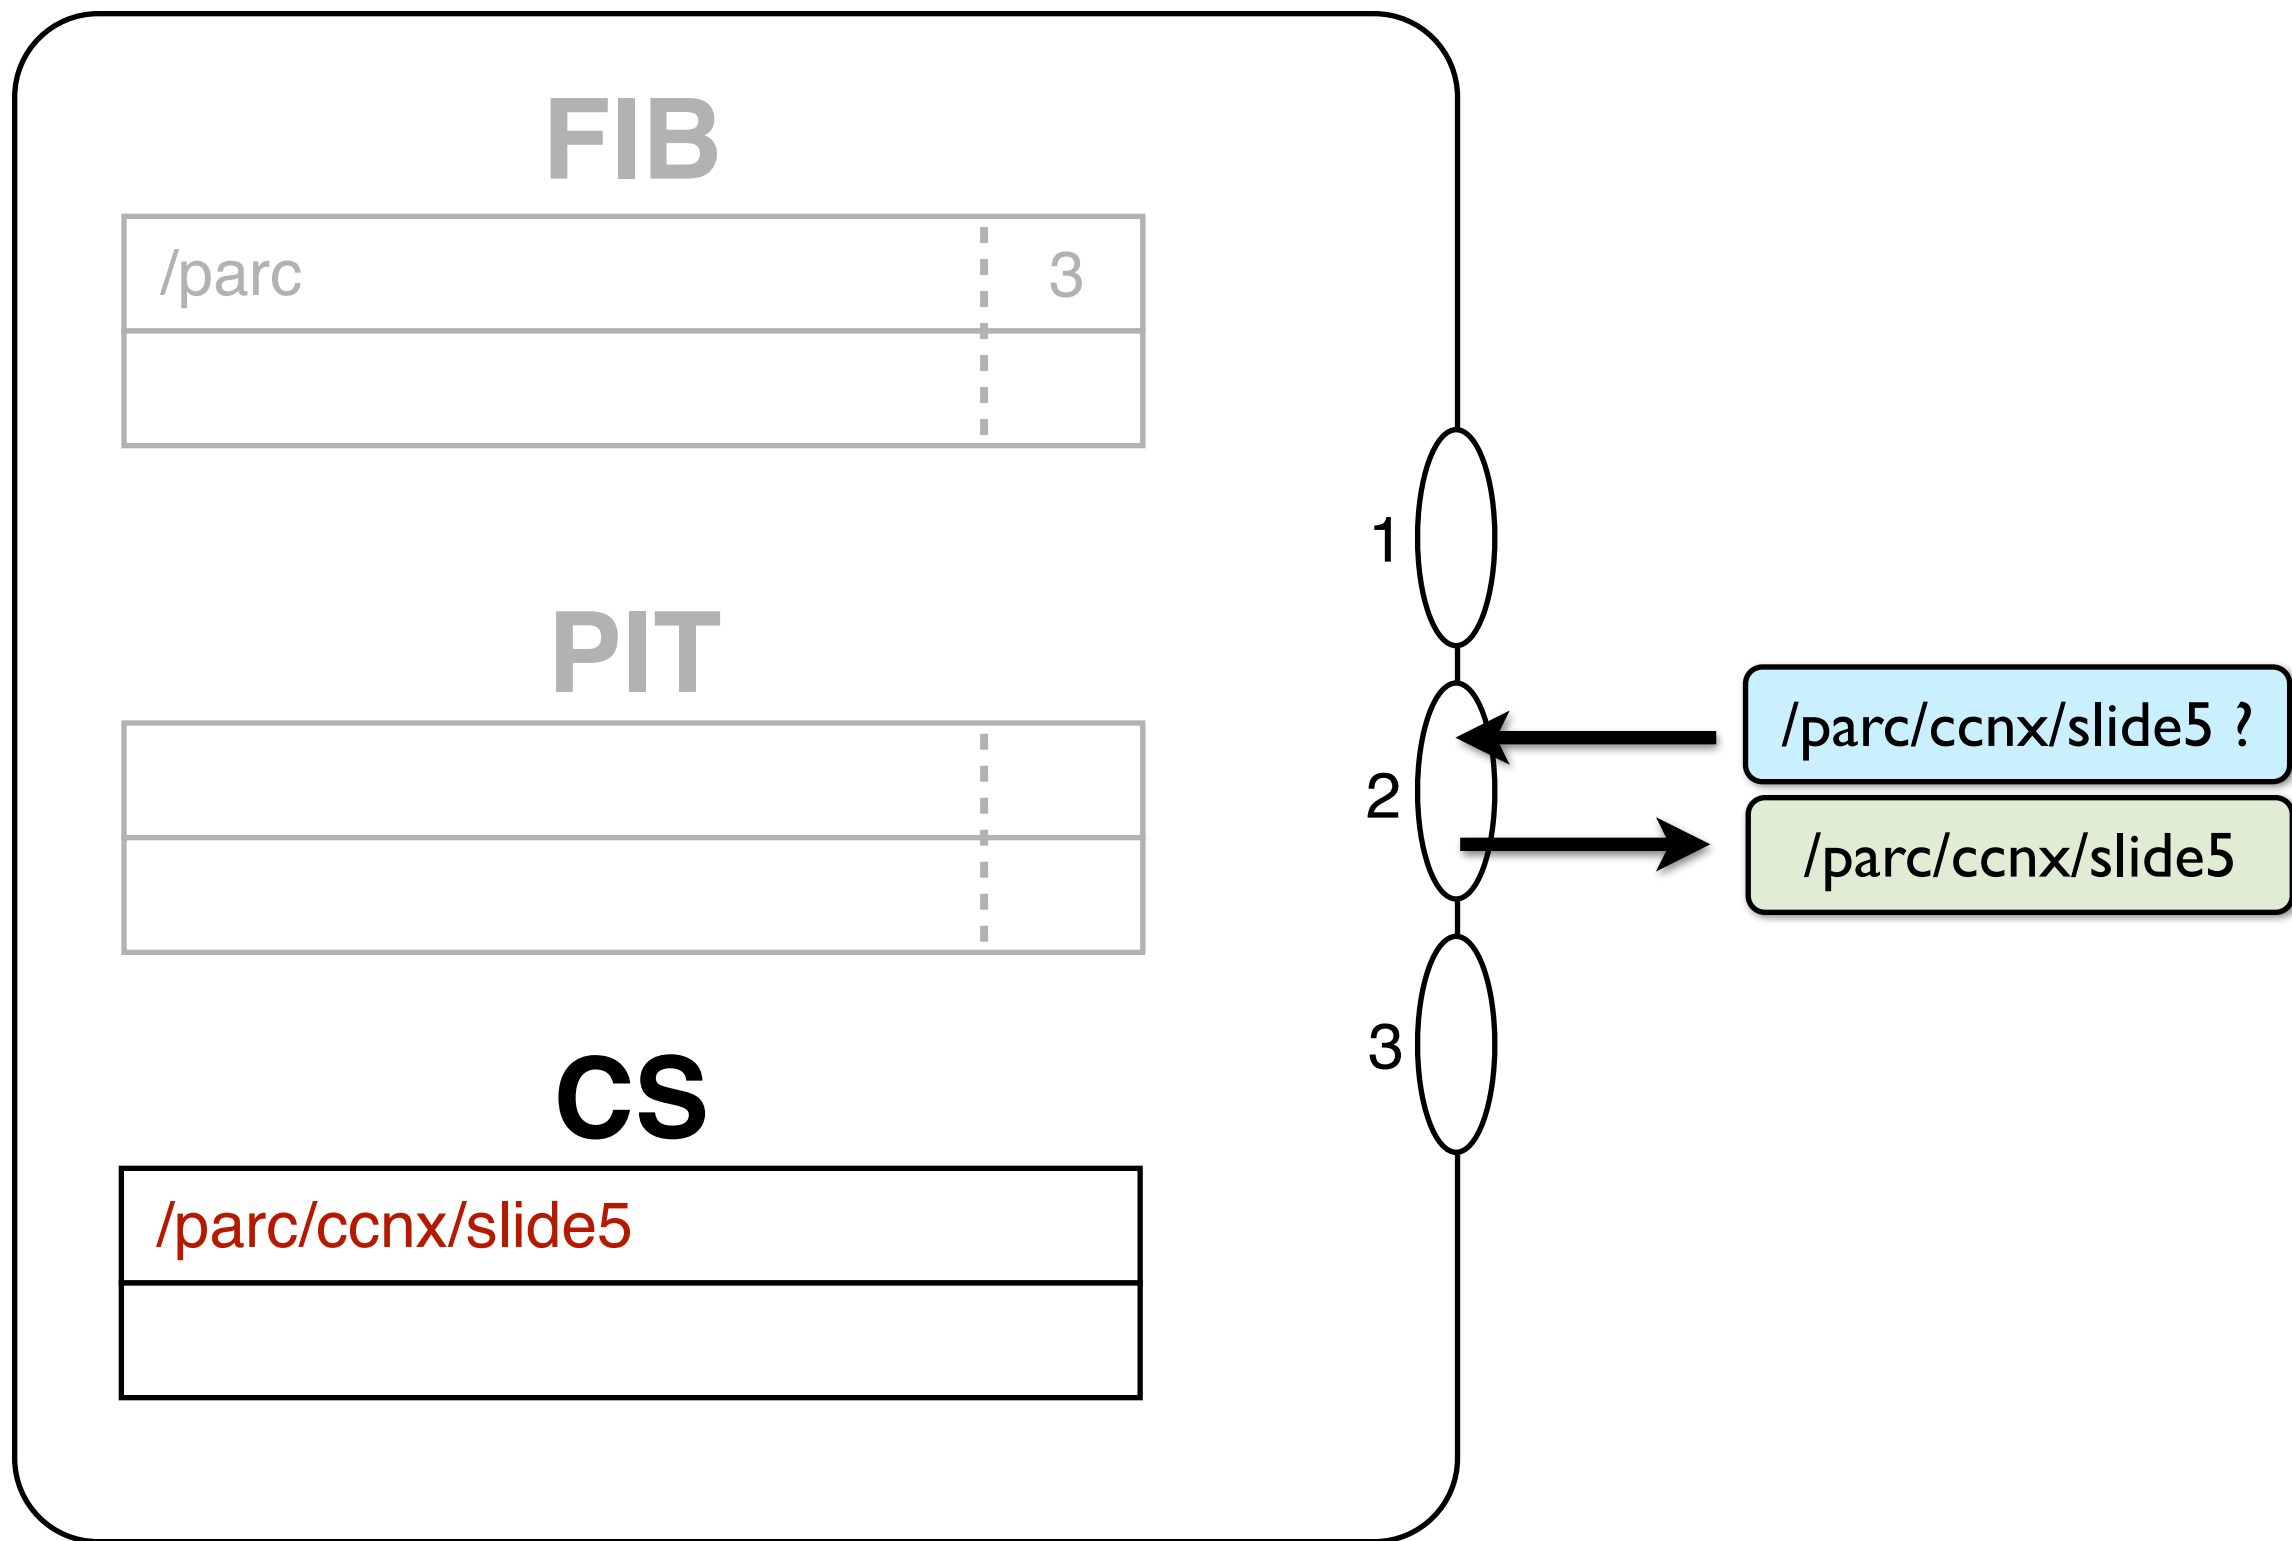 FIB
/parc 3
1
PIT
2
/parc/ccnx/slide5 ?
/parc/ccnx/slide5
3
CS
/parc/ccnx/slide5